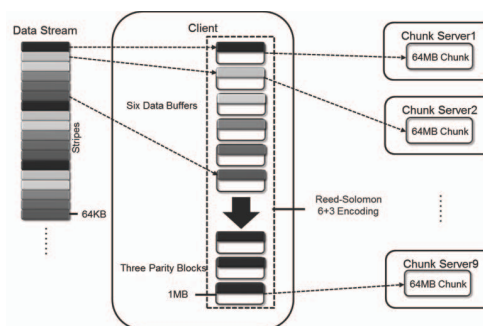 Data Stream
Client
Chunk Server1
64MB Chunk
Chunk Server2
64MB Chunk
Six Data Buffers
Stripes
64KB
Reed-Solomon
6+3 Encoding
Three Parity Blocks
1MB
Chunk Server9
64MB Chunk